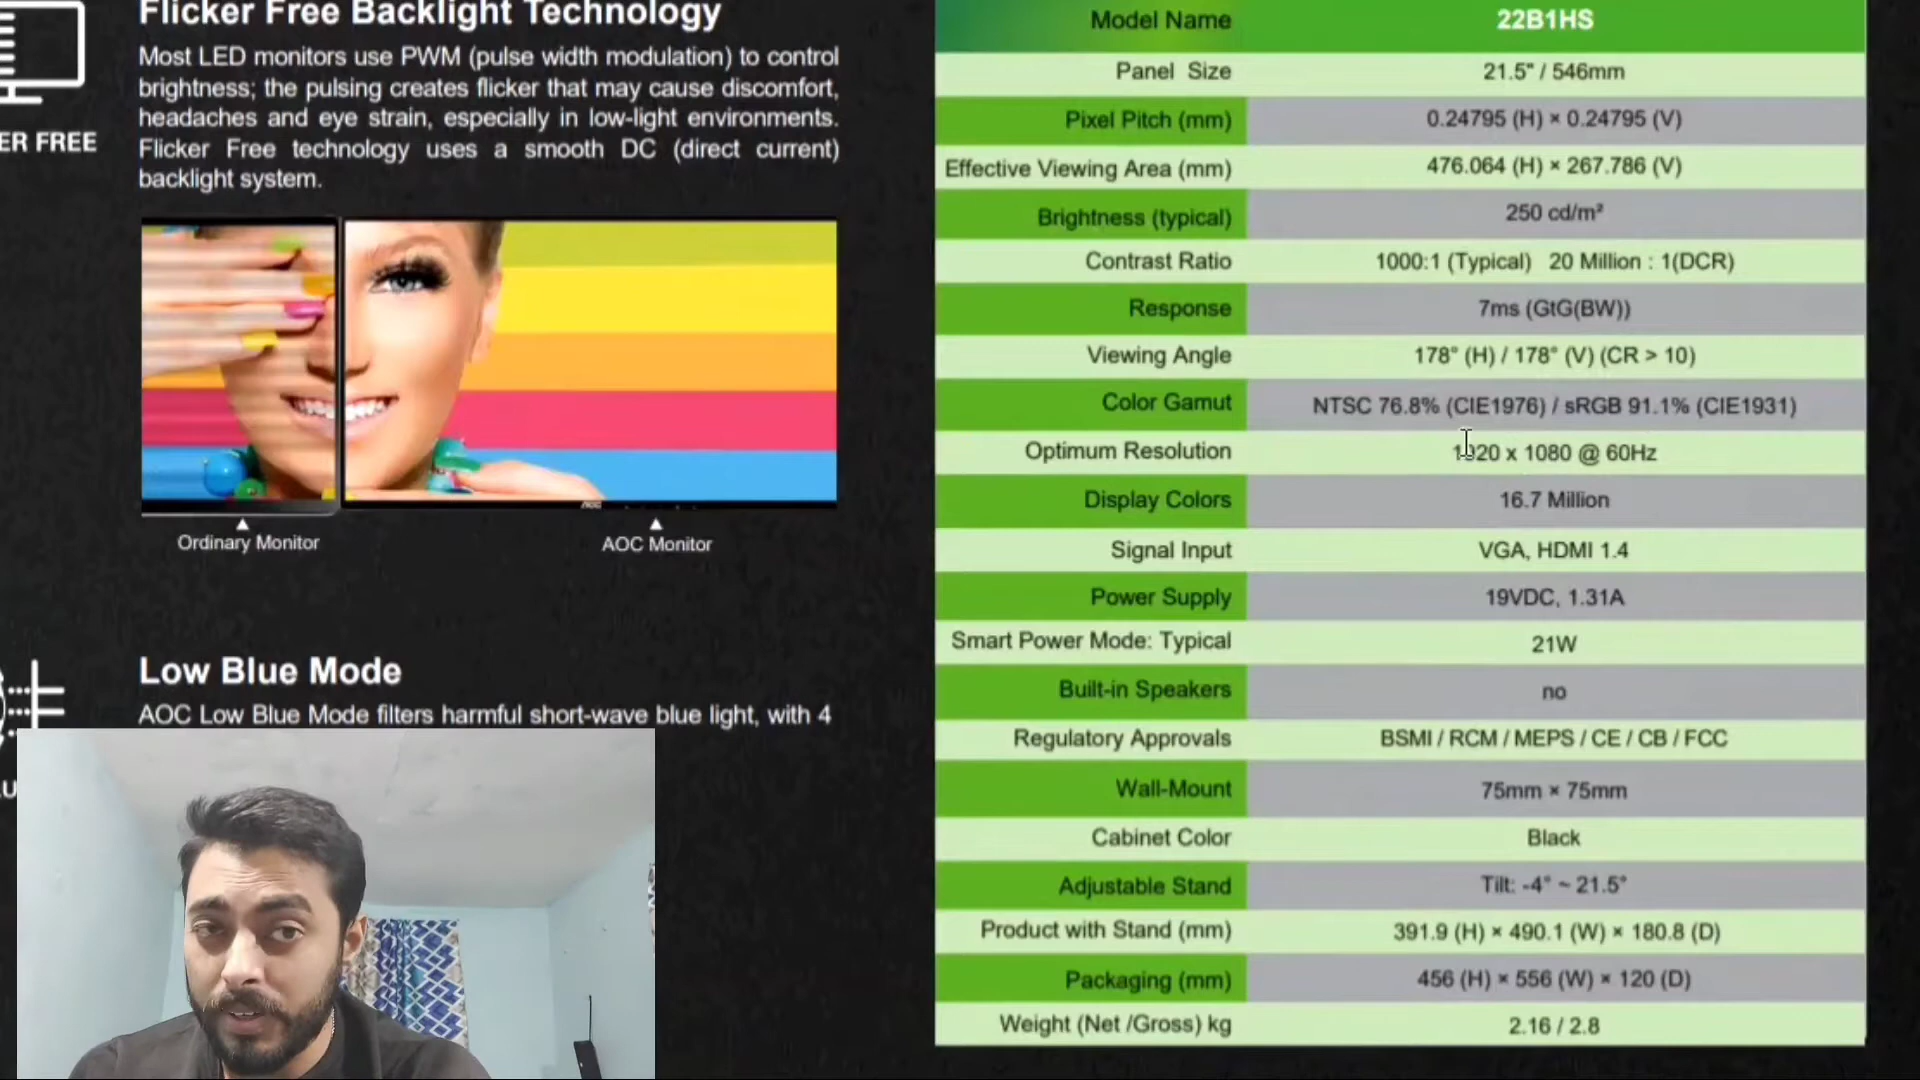 Flicker Free Backlight Technology
Most LED monitors use PWM (pulse width modulation) to control
brightness; the pulsing creates flicker that may cause discomfort,
headaches and eye strain, especially in low-light environments.
Flicker Free technology uses a smooth DC (direct current)
backlight system.
ER FREE
Ordinary Monitor
AOC Monitor
Low Blue Mode
AOC Low Blue Mode filters harmful short-wave blue light, with 4
LU
Model Name 22B1HS
Panel Size 21.5" / 546mm
Pixel Pitch (mm) 0.24795 (H) × 0.24795 (V)
Effective Viewing Area (mm) 476.064 (H) × 267.786 (V)
Brightness (typical) 250 cd/m²
Contrast Ratio 1000:1 (Typical) 20 Million : 1(DCR)
Response 7ms (GtG(BW))
Viewing Angle 178° (H) / 178° (V) (CR > 10)
Color Gamut NTSC 76.8% (CIE1976) / sRGB 91.1% (CIE1931)
Optimum Resolution 1920 x 1080 @ 60Hz
Display Colors 16.7 Million
Signal Input VGA, HDMI 1.4
Power Supply 19VDC, 1.31A
Smart Power Mode: Typical 21W
Built-in Speakers no
Regulatory Approvals BSMI / RCM / MEPS / CE / CB / FCC
Wall-Mount 75mm × 75mm
Cabinet Color Black
Adjustable Stand Tilt: -4° ~ 21.5°
Product with Stand (mm) 391.9 (H) × 490.1 (W) × 180.8 (D)
Packaging (mm) 456 (H) × 556 (W) × 120 (D)
Weight (Net /Gross) kg 2.16 / 2.8